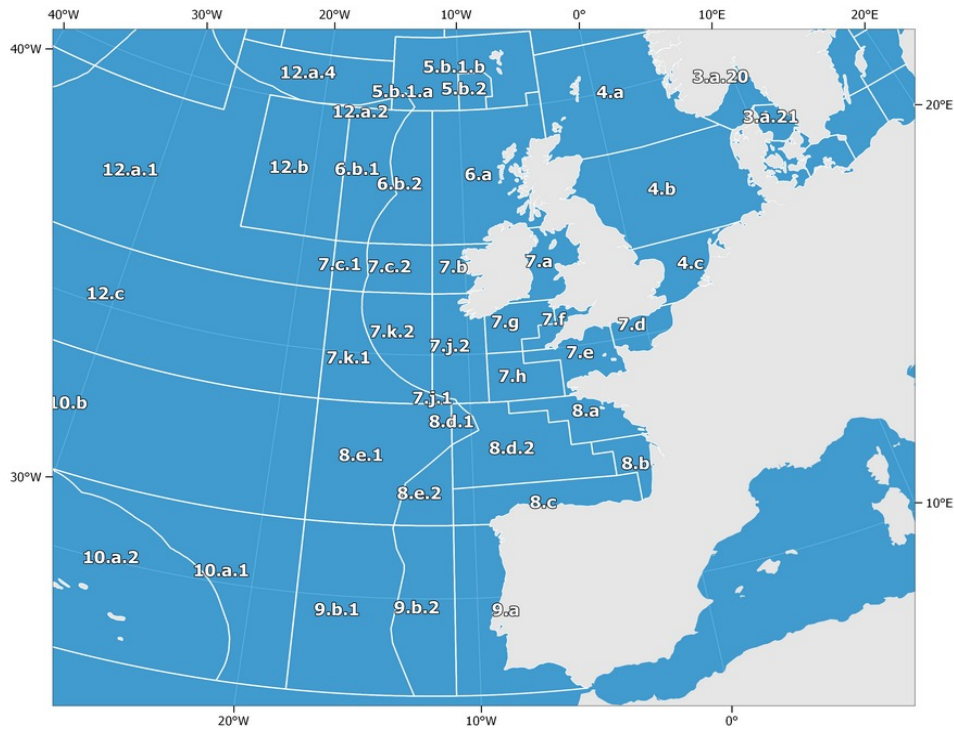 40°W 30°W 20°W 10°W 0° 10°E 20°E
40°W
12.a.4
5.b.1.b
3.a.20
5.b.1.a
5.b.2
4.a
20°E
12.a.2
3.a.21
12.a.1
12.b
6.b.1
6.b.2
6.a
4.b
7.c.1
7.c.2
7.b
7.a
4.c
12.c
7.k.2
7.g
7.f
7.d
7.k.1
7.j.2
7.e
7.h
10.b
7.j.1
8.a
8.d.1
8.e.1
8.d.2
8.b
30°W
8.e.2
8.c
10°E
10.a.2
10.a.1
9.b.1
9.b.2
9.a
20°W 10°W 0°